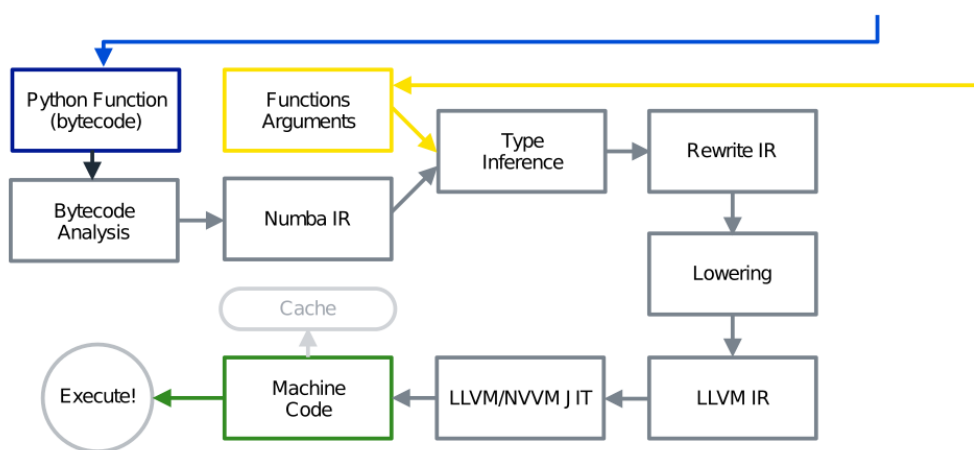 Python Function
(bytecode)
Functions
Arguments
Type
Inference
Rewrite IR
Bytecode
Analysis
Numba IR
Lowering
Cache
Execute!
Machine
Code
LLVM/NVVM JIT
LLVM IR